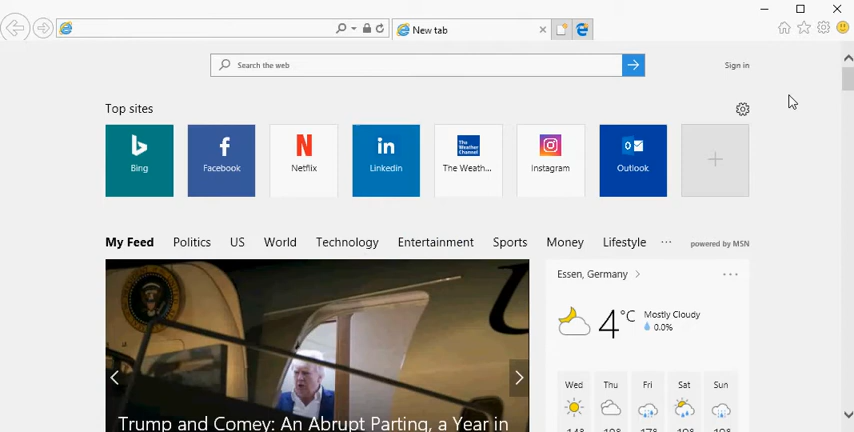 New tab
Search the web
Sign in
Top sites
Bing
Facebook
Netflix
Linkedin
The Weath...
Instagram
Outlook
My Feed Politics US World Technology Entertainment Sports Money Lifestyle ... powered by MSN
Essen, Germany
4°C
Mostly Cloudy
0.0%
Wed Thu Fri Sat Sun
Trump and Comey: An Abrupt Parting, a Year in